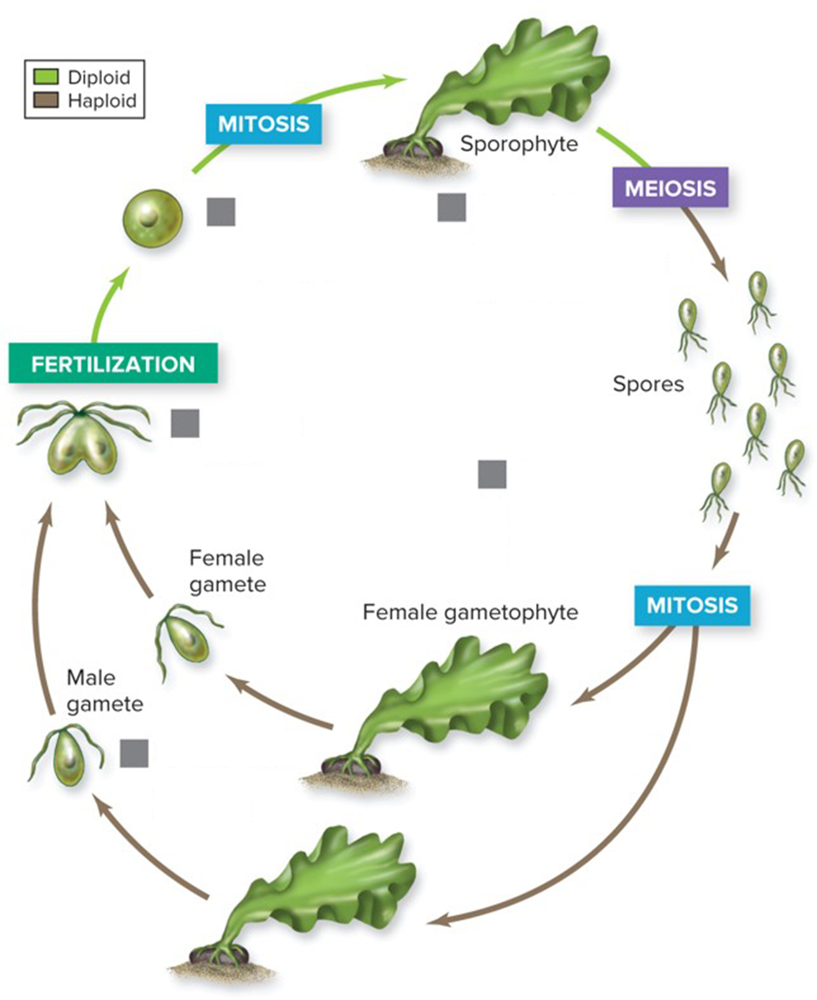 Diploid
Haploid
MITOSIS
Sporophyte
MEIOSIS
FERTILIZATION
Spores
Female
gamete
Female gametophyte
MITOSIS
Male
gamete